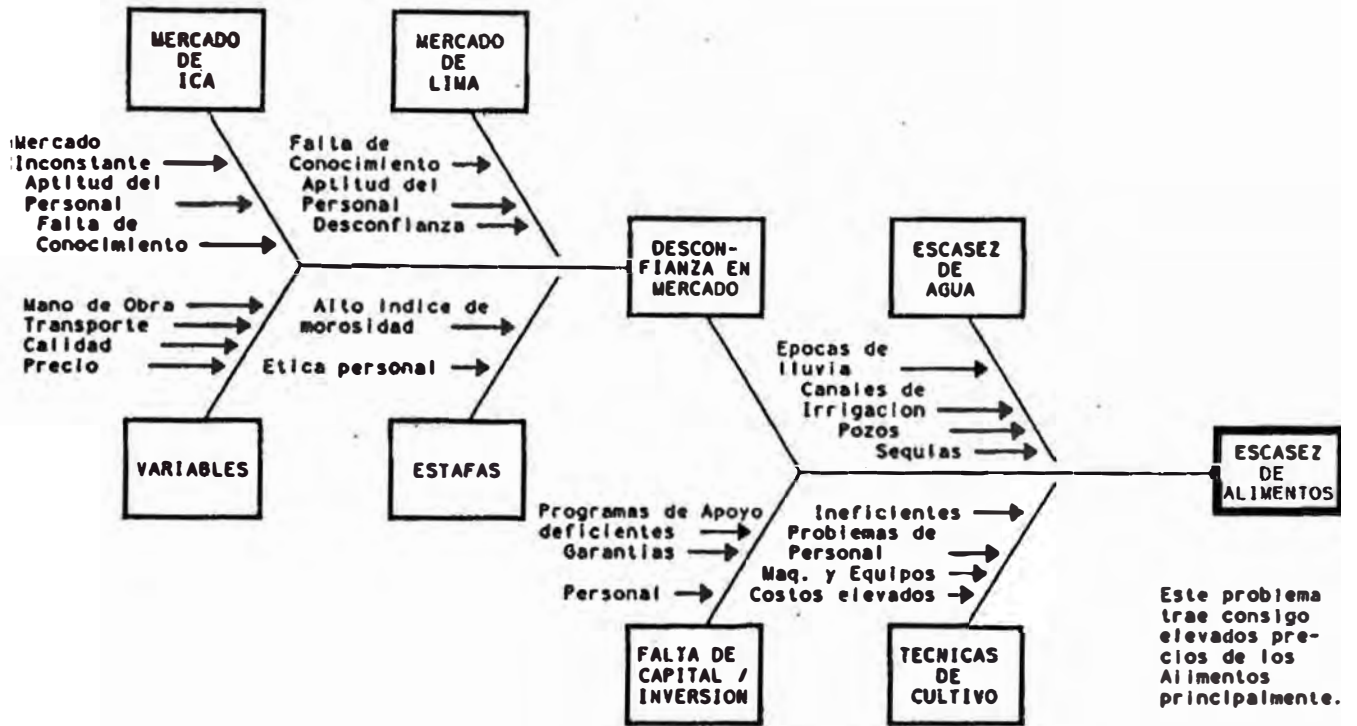 MERCADO
DE
ICA
MERCADO
DE
LIMA
Mercado
Inconstante
Aptitud del
Personal
Falta de
Conocimiento
Falta de
Conocimiento
Aptitud del
Personal
Desconfianza
DESCON-
FIANZA EN
MERCADO
ESCASEZ
DE
AGUA
Mano de Obra
Transporte
Calidad
Precio
Alto Indice de
morosidad
Etica personal
VARIABLES
ESTAFAS
Epocas de
lluvia
Canales de
Irrigacion
Pozos
Sequias
ESCASEZ
DE
ALIMENTOS
Programas de Apoyo
deficientes
Garantias
Personal
Ineficientes
Problemas de
Personal
Maq. y Equipos
Costos elevados
FALTA DE
CAPITAL /
INVERSION
TECNICAS
DE
CULTIVO
Este problema
trae consigo
elevados pre-
cios de los
Alimentos
principalmente.